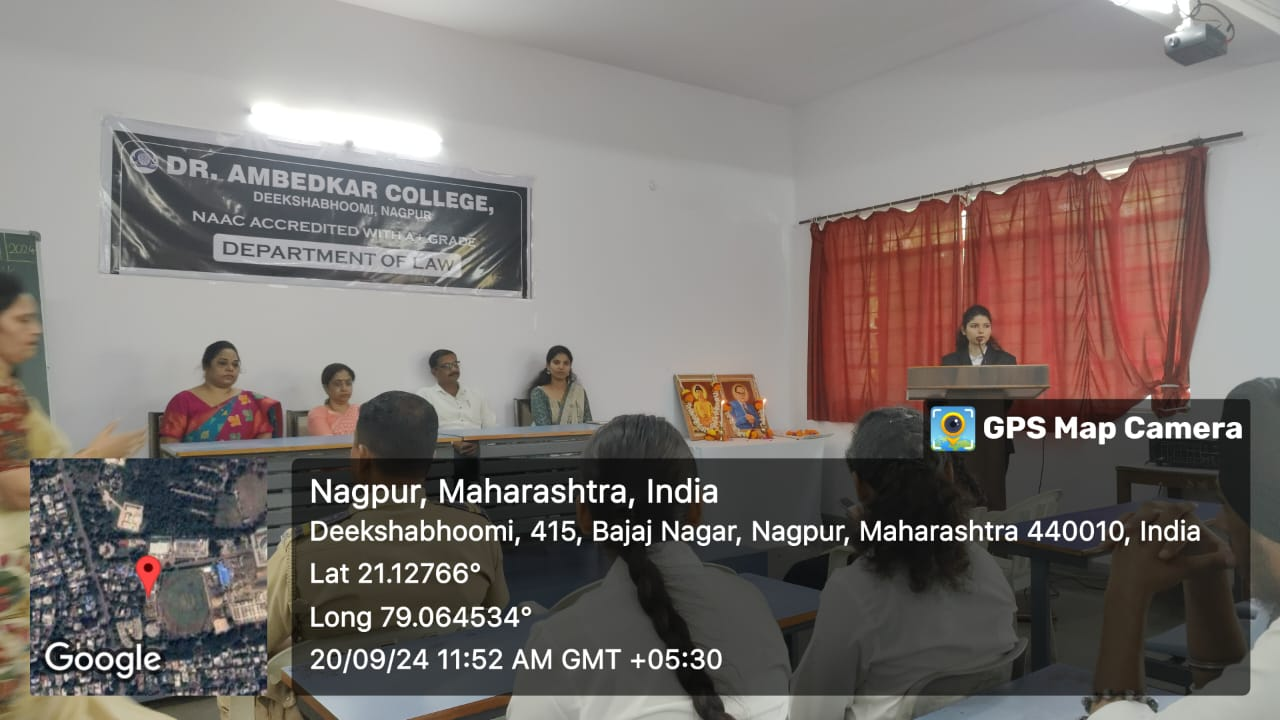 DR. AMBEDKAR COLLEGE,
DEEKSHABHOOMI, NAGPUR
NAAC ACCREDITED WITH A+ GRADE
DEPARTMENT OF LAW
2024
GPS Map Camera
Nagpur, Maharashtra, India
Deekshabhoomi, 415, Bajaj Nagar, Nagpur, Maharashtra 440010, India
Lat 21.12766°
Long 79.064534°
20/09/24 11:52 AM GMT +05:30
Google